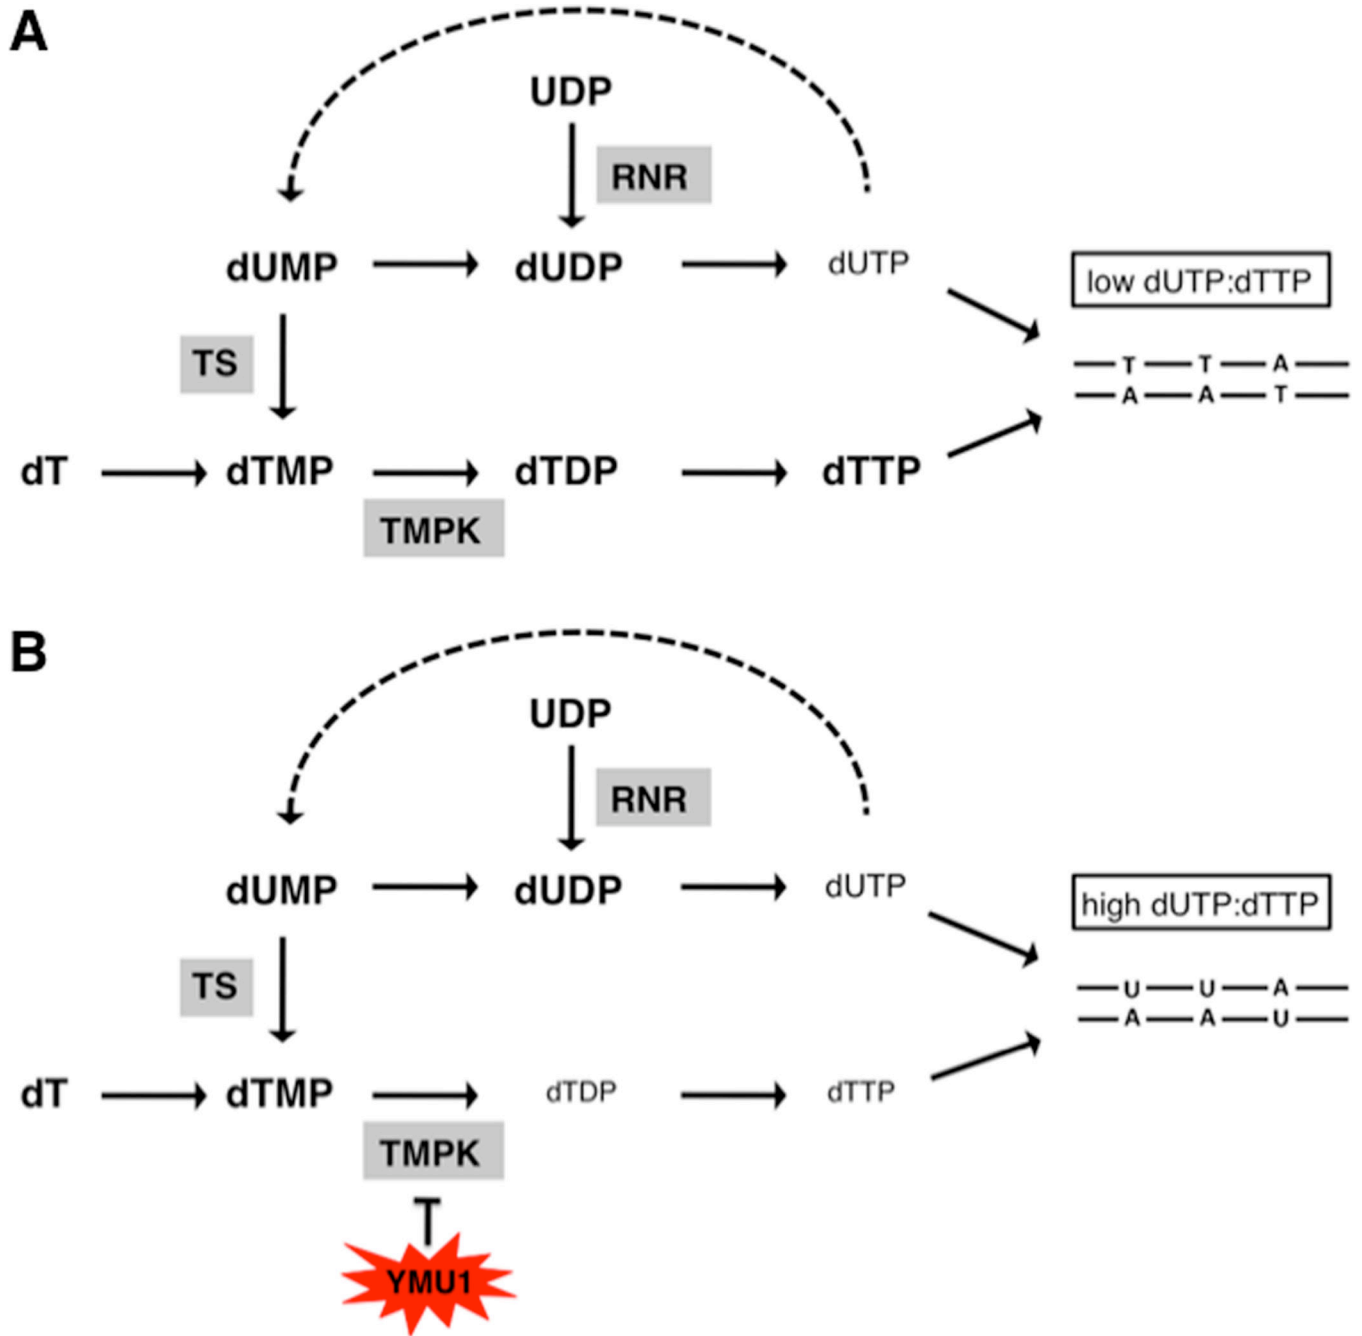 A
UDP
RNR
dUMP dUDP dUTP
low dUTP:dTTP
TS
T T A
A A T
dT dTMP dTDP dTTP
TMPK
B
UDP
RNR
dUMP dUDP dUTP
high dUTP:dTTP
TS
U U A
A A U
dT dTMP dTDP dTTP
TMPK
YMU1